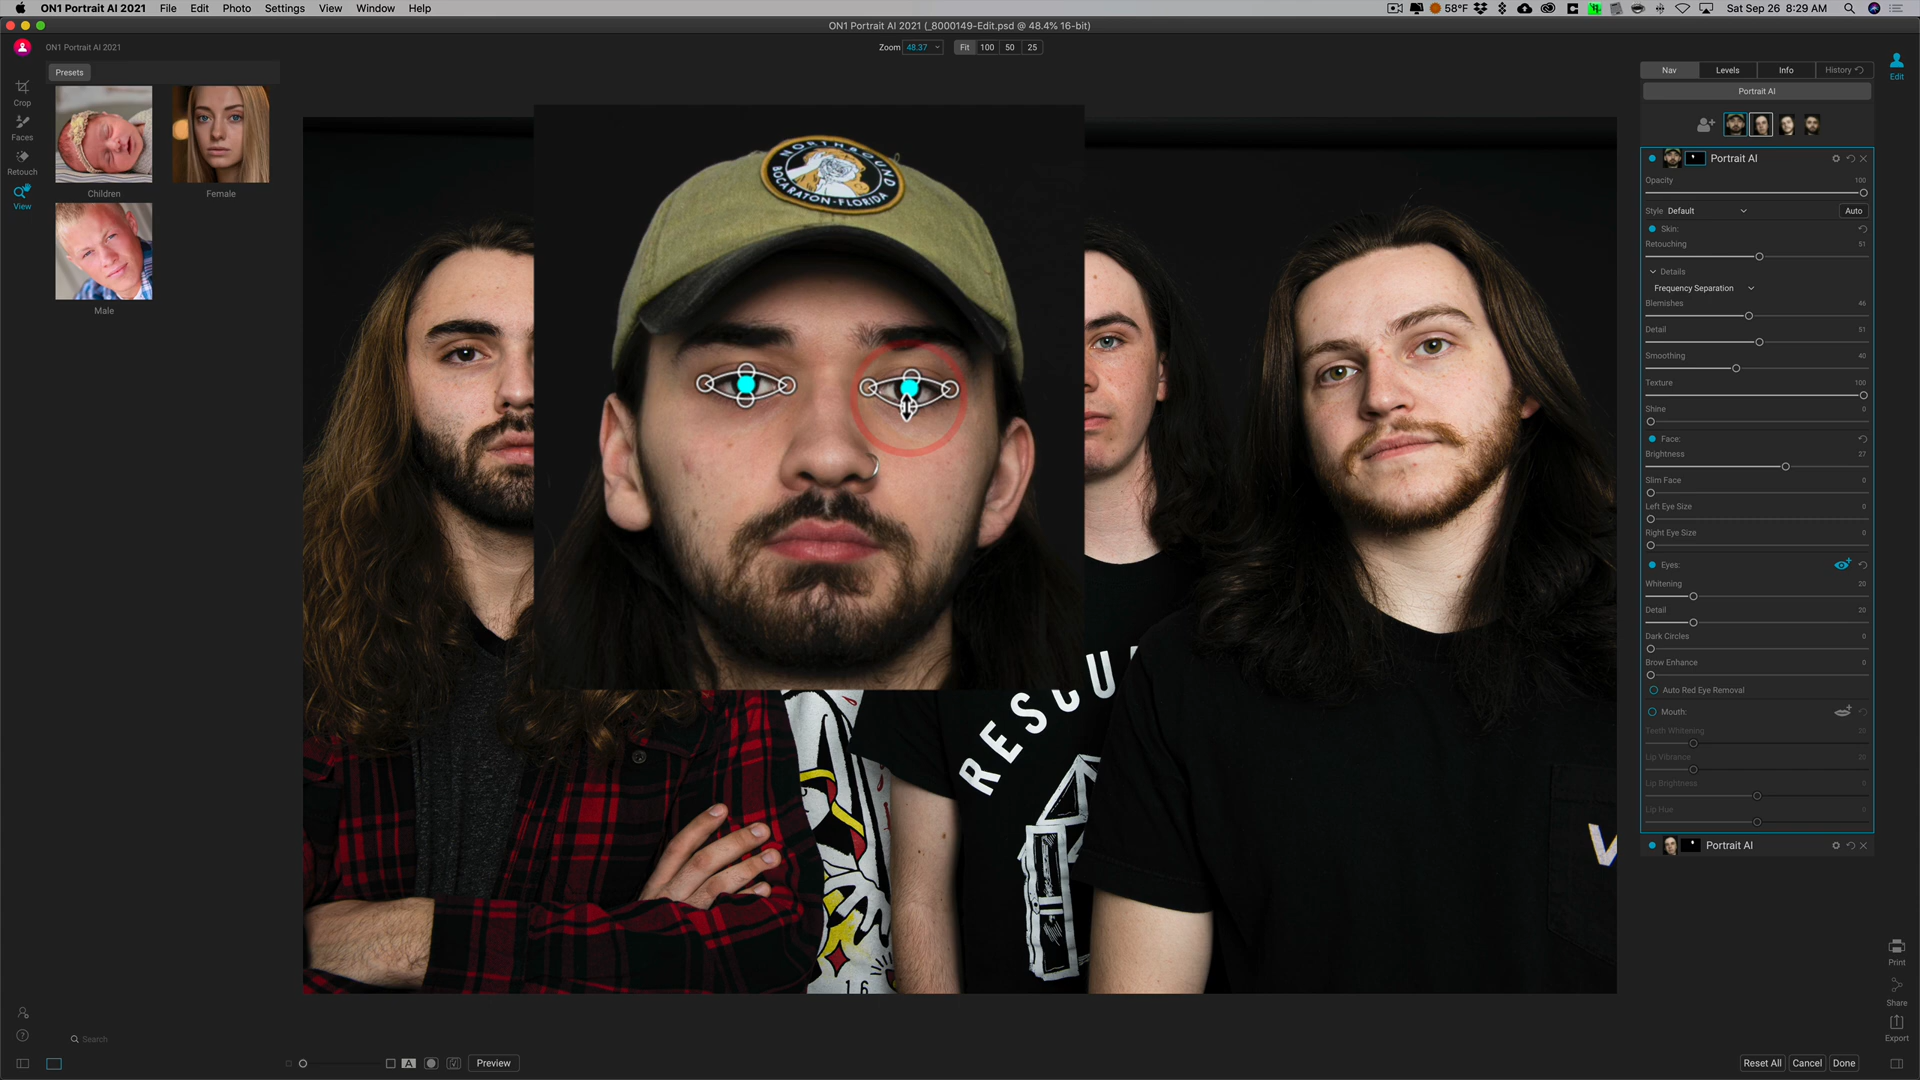 ON1 Portrait AI 2021 File Edit Photo Settings View Window Help
58°F
Sat Sep 26 8:29 AM
ON1 Portrait AI 2021 (_8000149-Edit.psd @ 48.4% 16-bit)
ON1 Portrait AI 2021
Zoom 48.37 Fit 100 50 25
Presets
Crop
Faces
Retouch
View
Children
Female
Male
NORTHBOUND
BOCA RATON-FLORIDA
RESCU
16
Nav Levels Info History
Edit
Portrait AI
Portrait AI
Opacity 100
Style Default Auto
Skin:
Retouching 51
Details
Frequency Separation
Blemishes 46
Detail 51
Smoothing 40
Texture 100
Shine 0
Face:
Brightness 27
Slim Face 0
Left Eye Size 0
Right Eye Size 0
Eyes:
Whitening 20
Detail 20
Dark Circles 0
Brow Enhance 0
Auto Red Eye Removal
Mouth:
Teeth Whitening 20
Lip Vibrance 20
Lip Brightness 0
Lip Hue 0
Portrait AI
Print
Share
Export
Search
A
Preview
Reset All Cancel Done